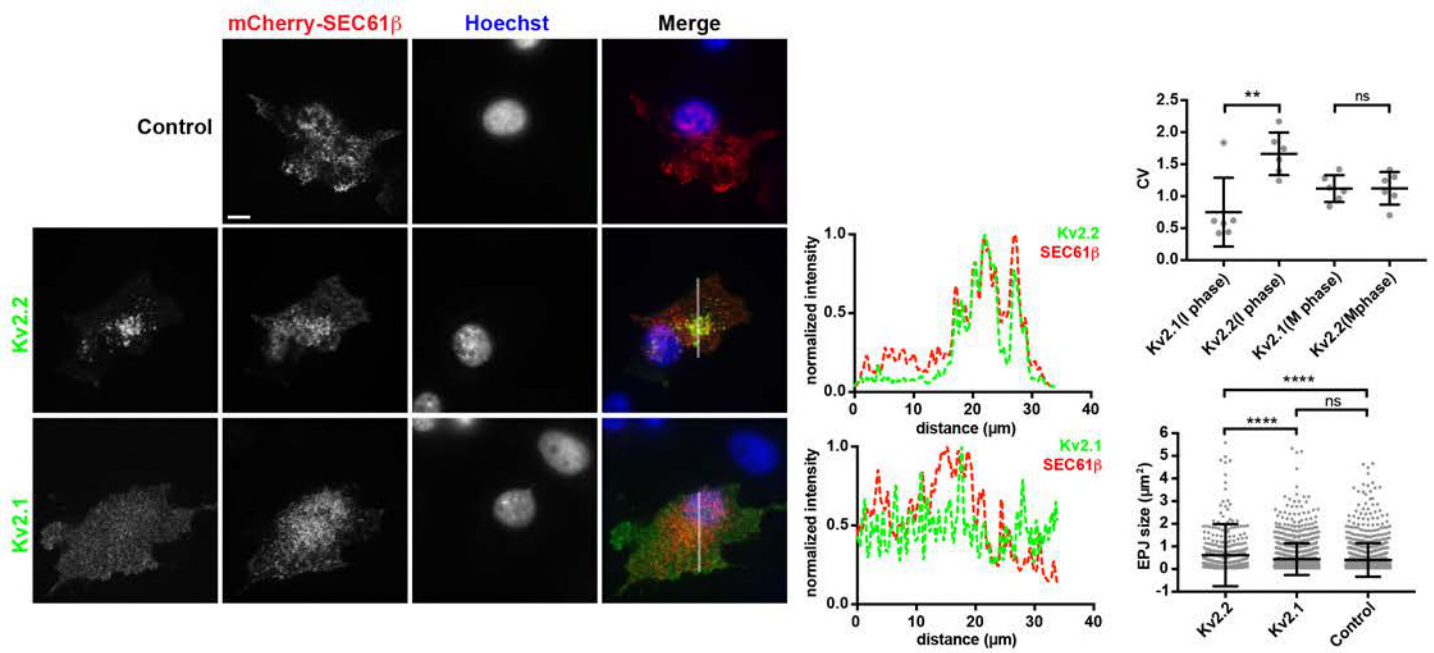 mCherry-SEC61β Hoechst Merge
Control
Kv2.2
Kv2.1
Kv2.2
SEC61β
normalized intensity
1.0
0.5
0.0
0 10 20 30 40
distance (µm)
Kv2.1
SEC61β
normalized intensity
1.0
0.5
0.0
0 10 20 30 40
distance (µm)
** ns
CV
2.5
2.0
1.5
1.0
0.5
0.0
Kv2.1(I phase)
Kv2.2(I phase)
Kv2.1(M phase)
Kv2.2(Mphase)
****
ns
****
EPJ size (µm²)
6
5
4
3
2
1
0
-1
Kv2.2
Kv2.1
Control